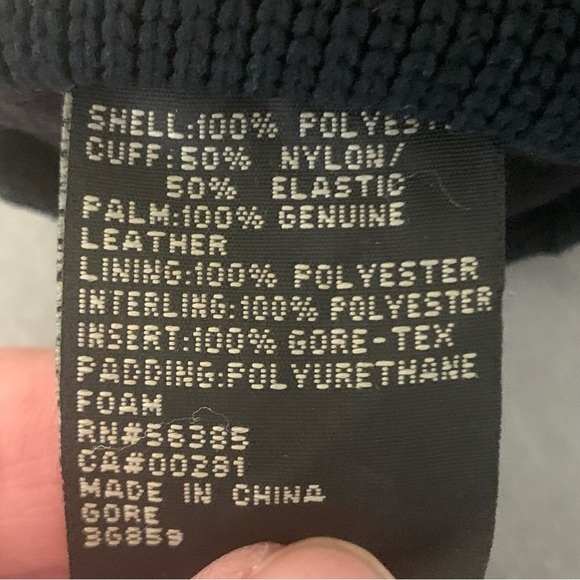 SHELL:100% POLYES
CUFF:50% NYLON/
50% ELASTIC
PALM:100% GENUINE
LEATHER
LINING:100% POLYESTER
INTERLING:100% POLYESTER
INSERT:100% GORE-TEX
PADDING:POLYURETHANE
FOAM
RN#56385
CA#00281
MADE IN CHINA
GORE
3G859